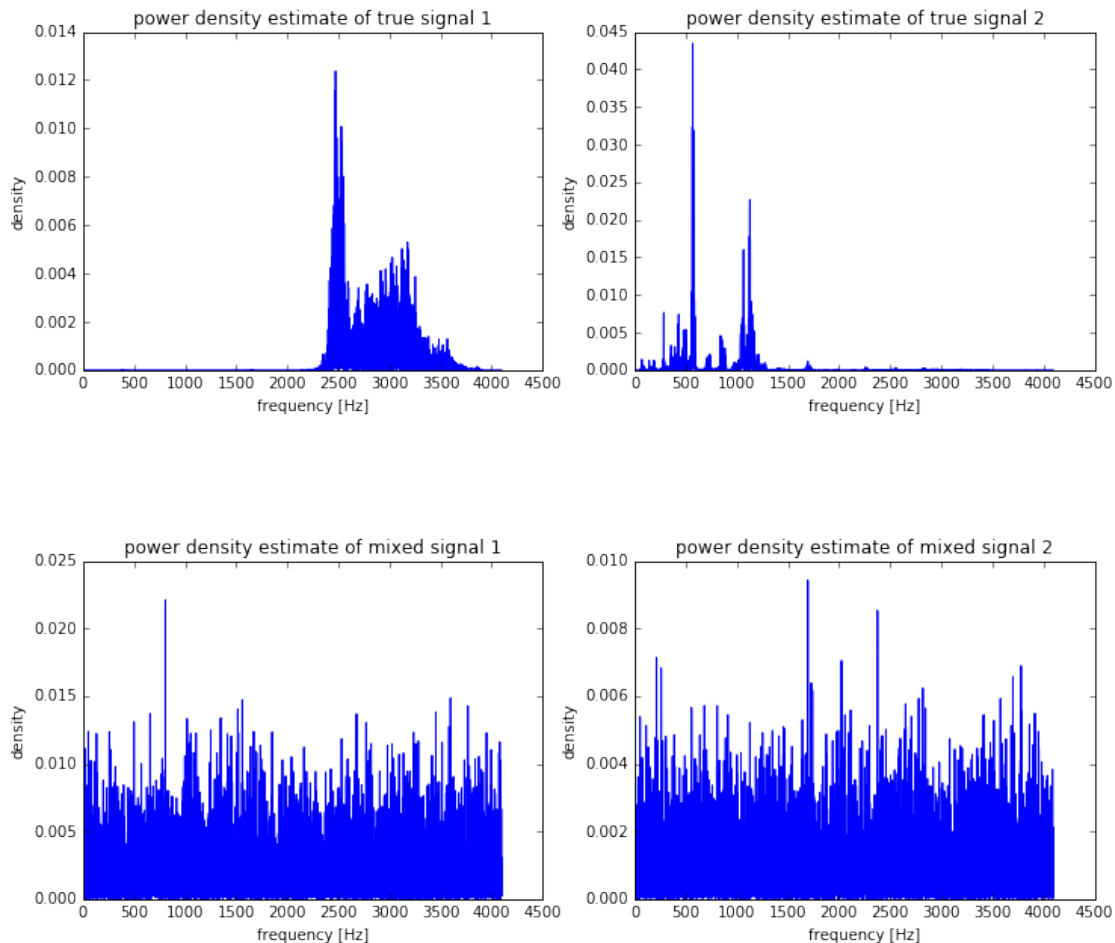 power density estimate of true signal 1
0.014
0.012
0.010
0.008
0.006
0.004
0.002
0.000
density
0 500 1000 1500 2000 2500 3000 3500 4000 4500
frequency [Hz]
power density estimate of true signal 2
0.045
0.040
0.035
0.030
0.025
0.020
0.015
0.010
0.005
0.000
density
0 500 1000 1500 2000 2500 3000 3500 4000 4500
frequency [Hz]
power density estimate of mixed signal 1
0.025
0.020
0.015
0.010
0.005
0.000
density
0 500 1000 1500 2000 2500 3000 3500 4000 4500
frequency [Hz]
power density estimate of mixed signal 2
0.010
0.008
0.006
0.004
0.002
0.000
density
0 500 1000 1500 2000 2500 3000 3500 4000 4500
frequency [Hz]